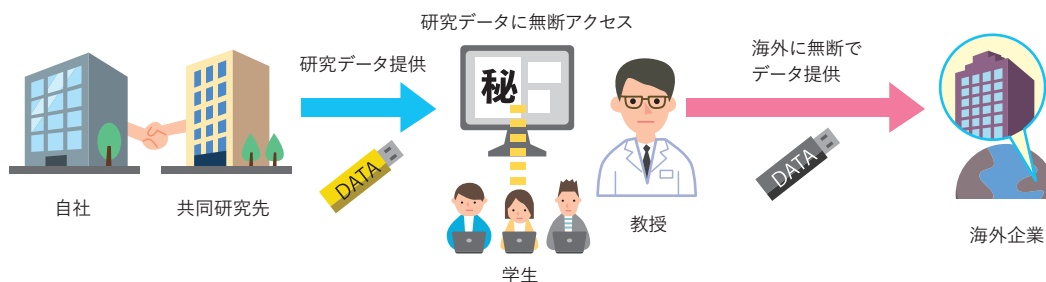 研究データに無断アクセス
研究データ提供
海外に無断で
データ提供
秘
DATA
DATA
自社
共同研究先
教授
学生
海外企業